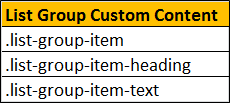 List Group Custom Content
.list-group-item
.list-group-item-heading
.list-group-item-text